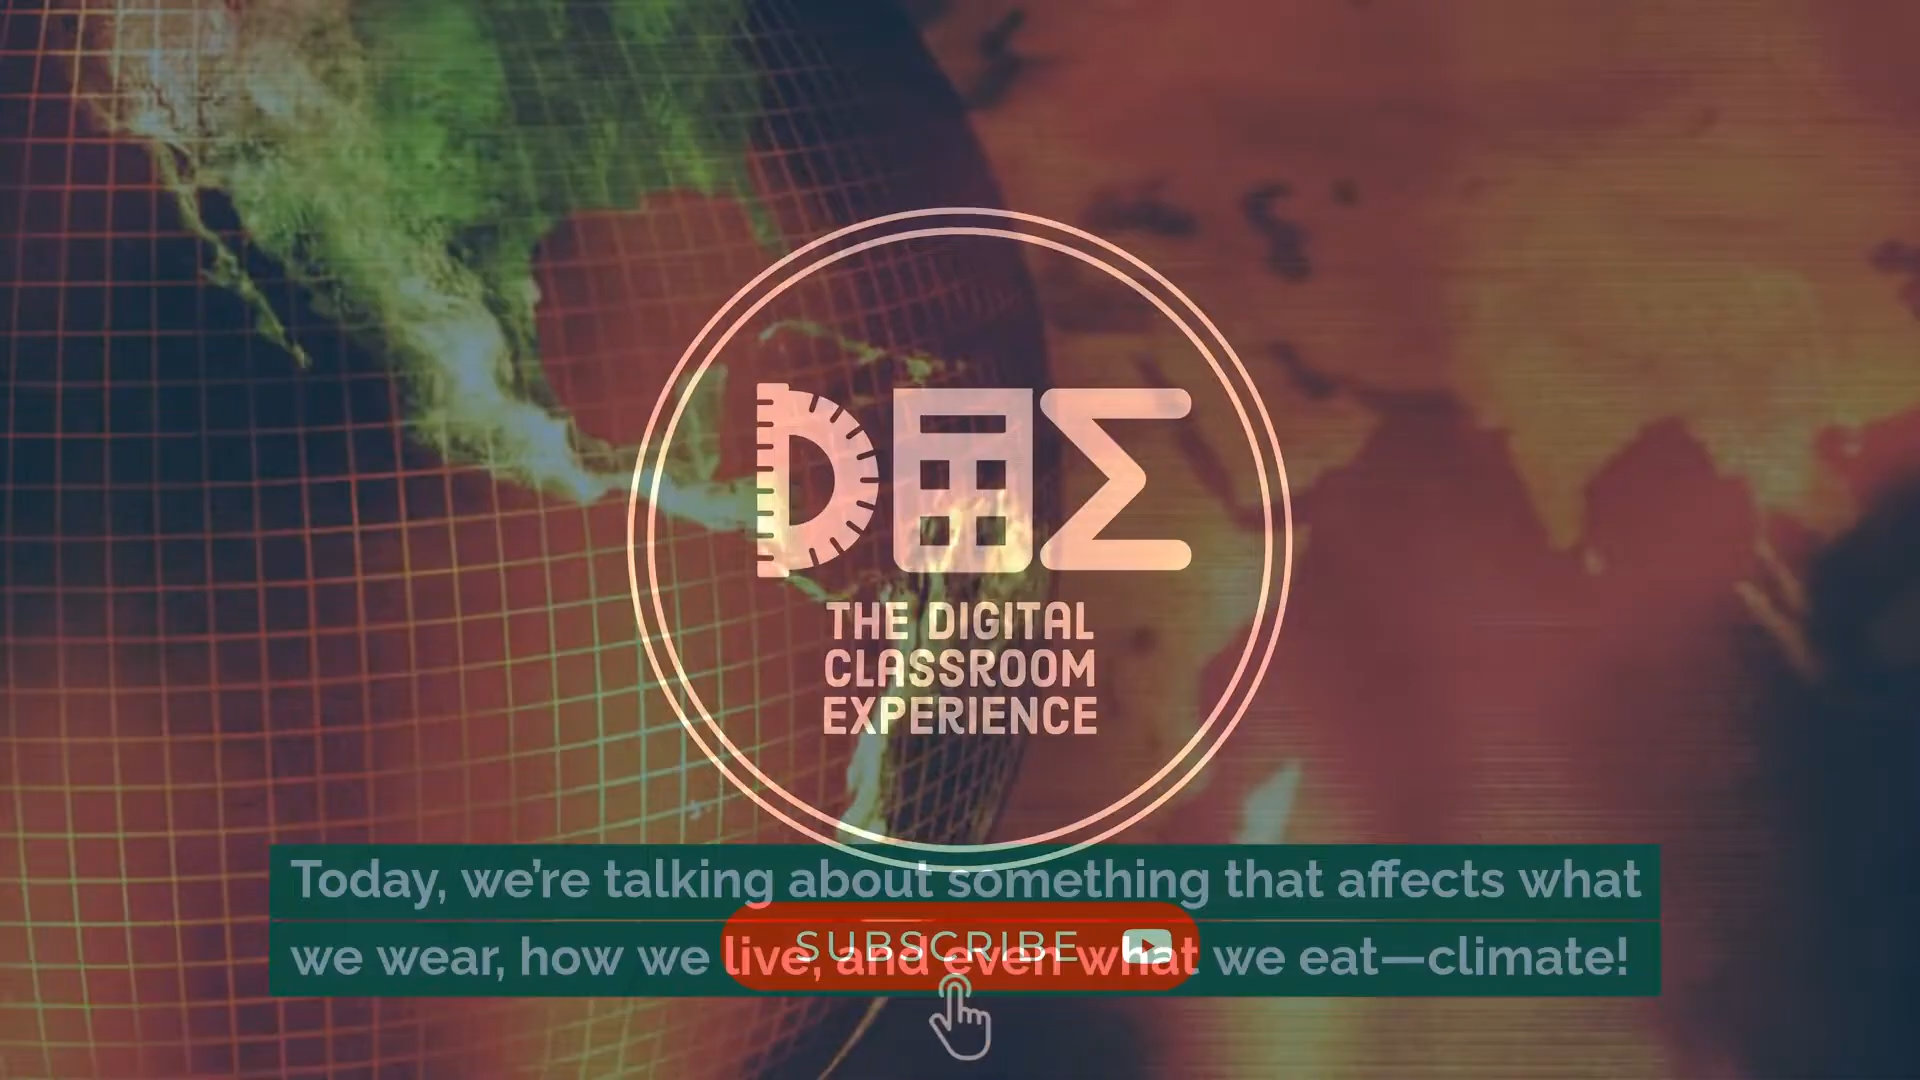 THE DIGITAL
CLASSROOM
EXPERIENCE
Today, we’re talking about something that affects what
we wear, how we live, and even what we eat—climate!
SUBSCRIBE